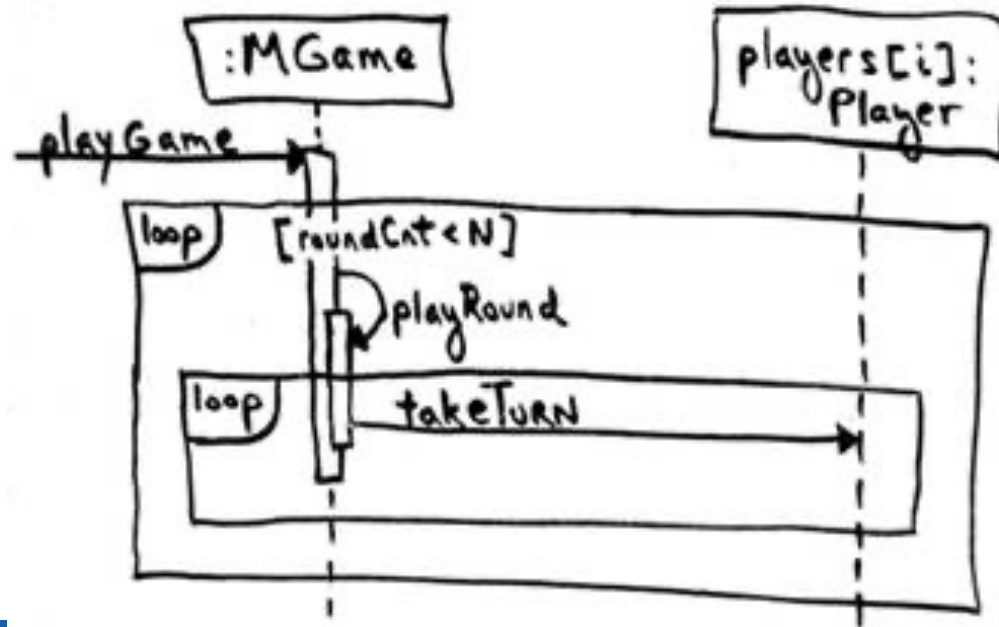 :MGame
players[i]:
Player
playGame
loop
[roundCnt < N]
playRound
loop
takeTURN